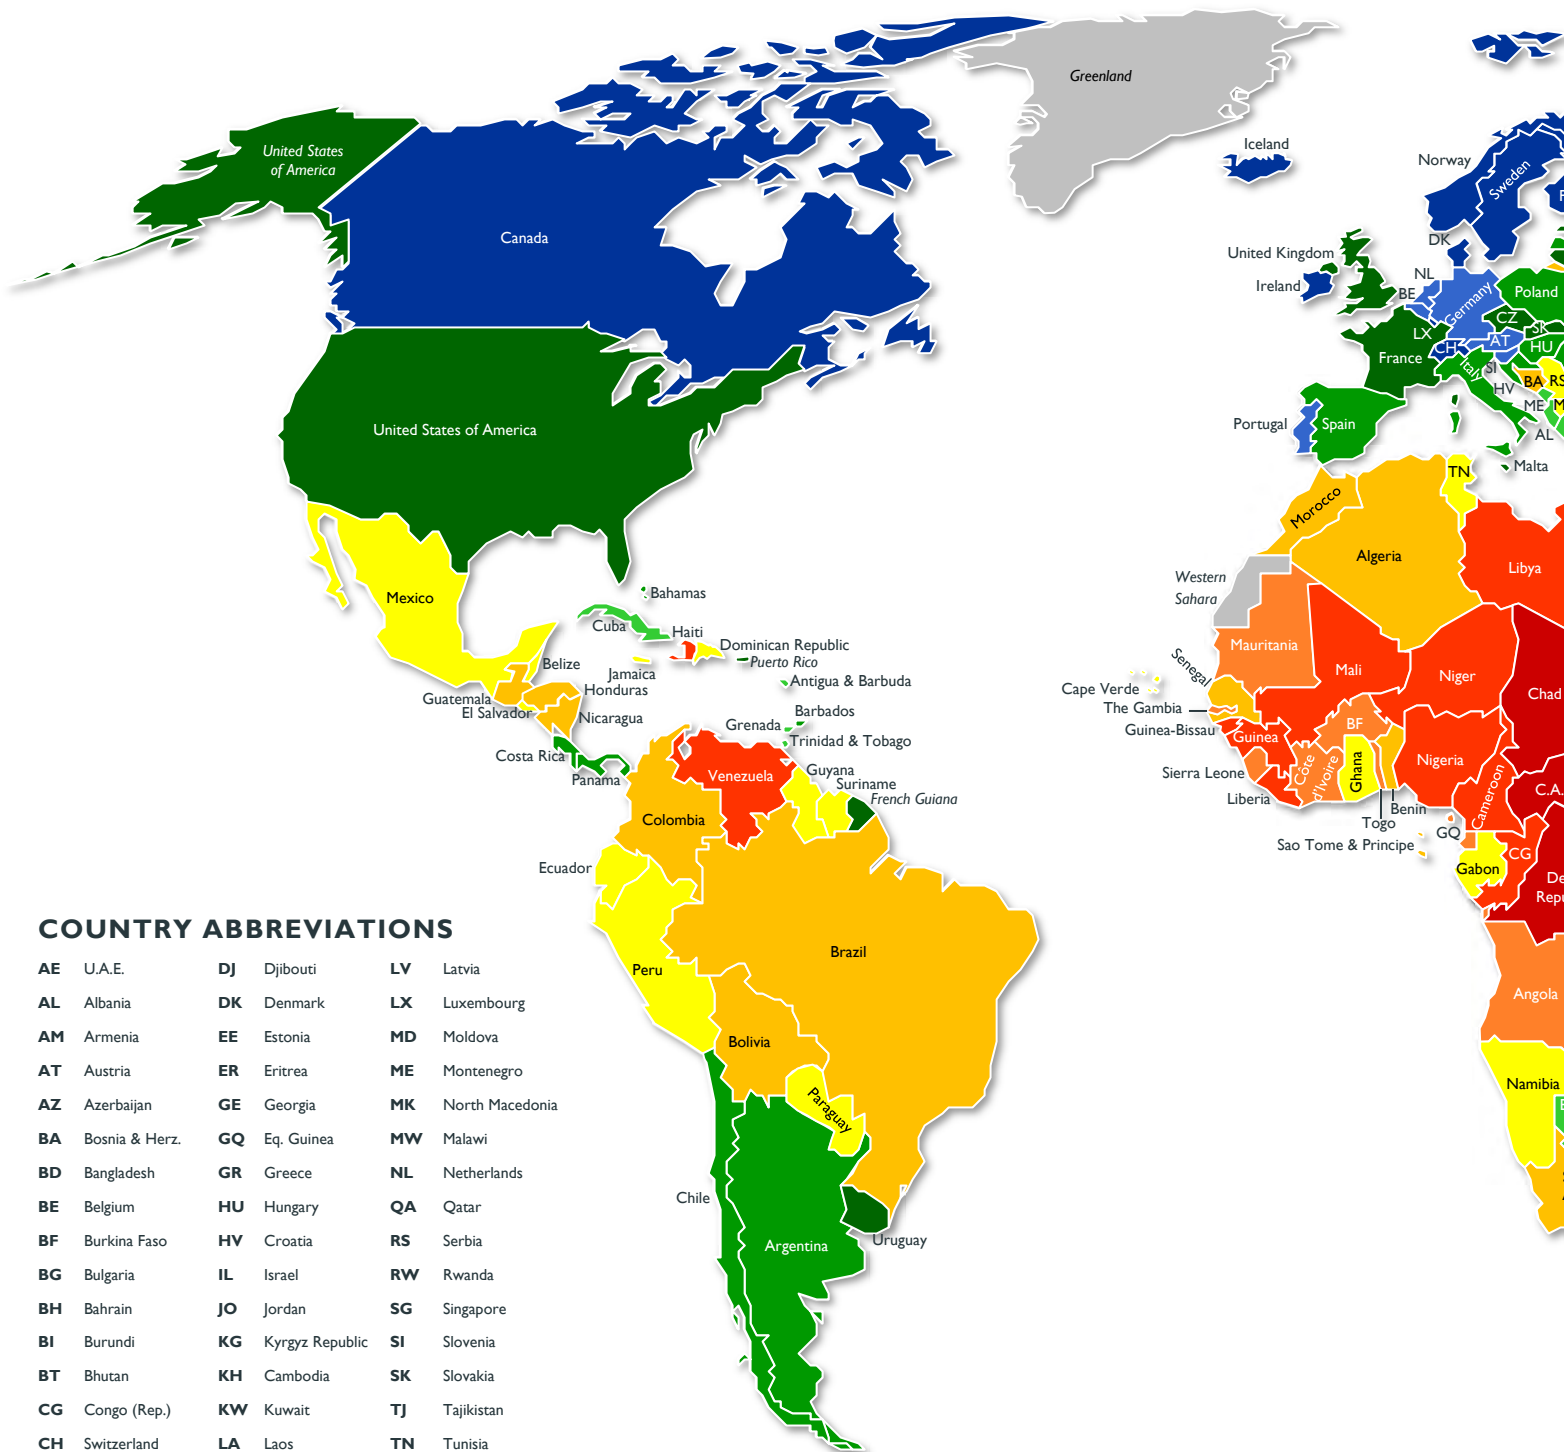 Greenland
United States
of America
Iceland
Norway
Sweden
Canada
DK
United Kingdom
NL
Ireland
BE
Germany
Poland
CZ
LX
SK
CH
AT
HU
France
Italy
SI
HV
BA
RS
ME
AL
United States of America
Portugal
Spain
Malta
TN
Morocco
Algeria
Libya
Western
Sahara
Mexico
Bahamas
Cuba
Haiti
Dominican Republic
Puerto Rico
Jamaica
Belize
Antigua & Barbuda
Honduras
Guatemala
El Salvador
Nicaragua
Barbados
Grenada
Trinidad & Tobago
Costa Rica
Panama
Venezuela
Guyana
Suriname
French Guiana
Colombia
Ecuador
Mauritania
Senegal
Mali
Niger
Chad
Cape Verde
The Gambia
Guinea-Bissau
BF
Guinea
Sierra Leone
Liberia
Côte
d'Ivoire
Ghana
Nigeria
Cameroon
C.A.
Benin
Togo
GQ
Sao Tome & Principe
CG
Gabon
De
Repu
Brazil
Peru
Angola
Bolivia
Namibia
Paraguay
Chile
Argentina
Uruguay
COUNTRY ABBREVIATIONS
AE U.A.E. DJ Djibouti LV Latvia
AL Albania DK Denmark LX Luxembourg
AM Armenia EE Estonia MD Moldova
AT Austria ER Eritrea ME Montenegro
AZ Azerbaijan GE Georgia MK North Macedonia
BA Bosnia & Herz. GQ Eq. Guinea MW Malawi
BD Bangladesh GR Greece NL Netherlands
BE Belgium HU Hungary QA Qatar
BF Burkina Faso HV Croatia RS Serbia
BG Bulgaria IL Israel RW Rwanda
BH Bahrain JO Jordan SG Singapore
BI Burundi KG Kyrgyz Republic SI Slovenia
BT Bhutan KH Cambodia SK Slovakia
CG Congo (Rep.) KW Kuwait TJ Tajikistan
CH Switzerland LA Laos TN Tunisia